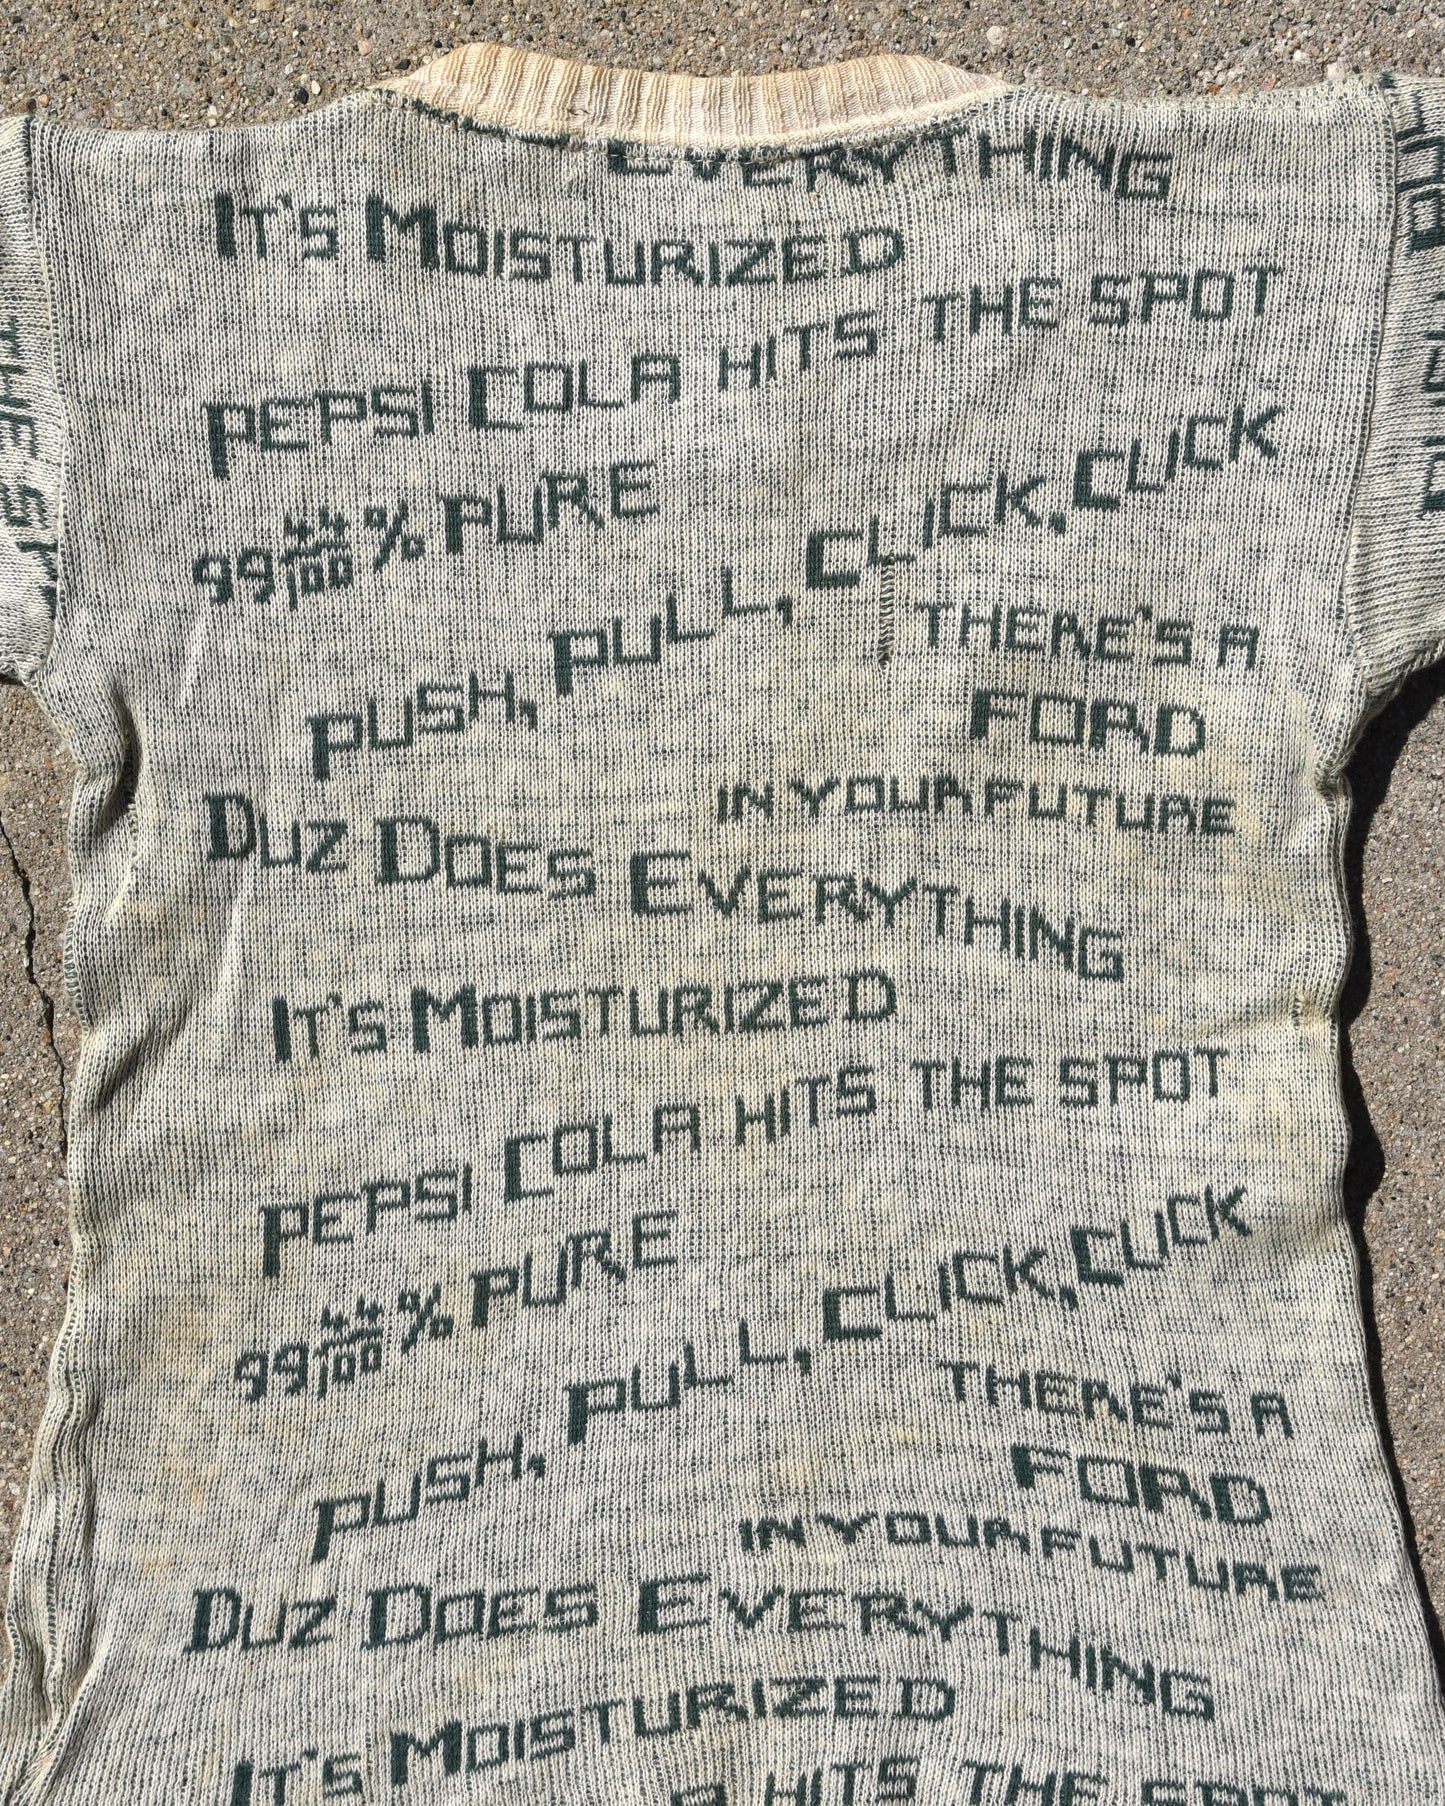 EVERYTHING
IT'S MOISTURIZED
PEPSI COLA HITS THE SPOT
99 44/100 % PURE
PUSH, PULL, CLICK, CLICK
THERE'S A
FORD
IN YOUR FUTURE
DUZ DOES EVERYTHING
IT'S MOISTURIZED
PEPSI COLA HITS THE SPOT
99 44/100 % PURE
PUSH, PULL, CLICK, CLICK
THERE'S A
FORD
IN YOUR FUTURE
DUZ DOES EVERYTHING
IT'S MOISTURIZED
HITS THE SPOT
THE S